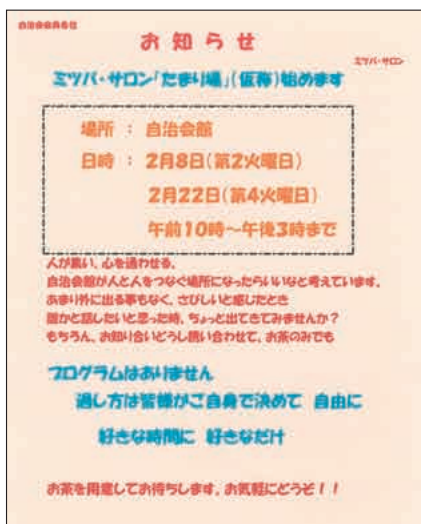 自治会会員各位
お知らせ
ミツバ・サロン
ミツバ・サロン「たまり場」(仮称)始めます
場所 : 自治会館
日時 : 2月8日(第2火曜日)
2月22日(第4火曜日)
午前10時～午後3時まで
人が集い、心を通わせる。
自治会館が人と人をつなぐ場所になったらいいなと考えています。
あまり外に出る事もなく、さびしいと感じたとき
誰かと話したいと思った時、ちょっと出てきてみませんか?
もちろん、お知り合いどうし誘い合わせて、お茶のみでも
プログラムはありません
過し方は皆様がご自身で決めて 自由に
好きな時間に 好きなだけ
お茶を用意してお待ちします。お気軽にどうぞ!!